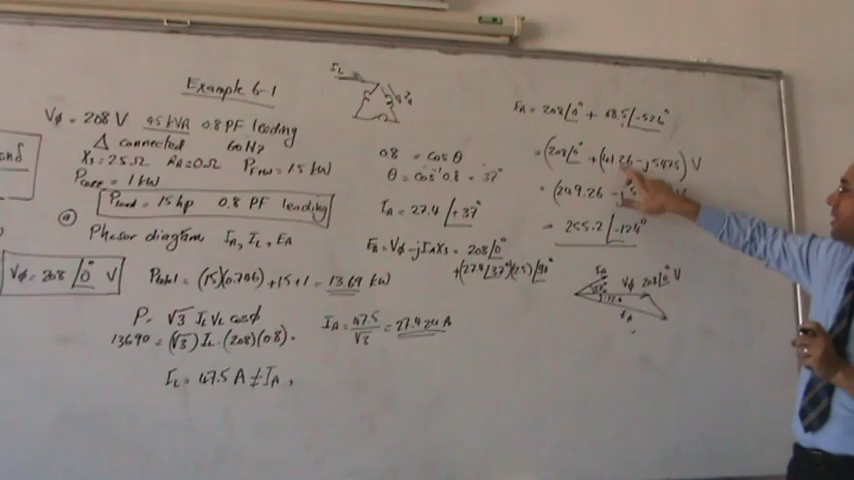 Example 6-1
Vφ = 208 V 45 kVA 0.8 PF leading
Δ connected 60 Hz
Xs = 2.5 Ω RA = 0 Ω PF&W = 1.5 kW
Pcore = 1 kW
Pload = 15 hp 0.8 PF leading
ⓐ Phasor diagram IA, IL, EA
Vφ = 208 /0° V
Ptotal = (15)(0.746) + 1.5 + 1 = 13.69 kW
P = √3 IL VL cosφ
13690 = (√3) IL · (208)(0.8) ·
IL = 47.5 A ≠ IA,
IL
0.8 = cosθ
θ = cos⁻¹ 0.8 = 37°
IA = 27.4 /+37°
EA = Vφ - jIAXs = 208 /0°
+(27.4 /37°)(2.5) /90°
IA = 47.5/√3 = 27.424 A
EA = 208 /0° + 68.5 /-52.6°
= (208 /0° + (41.26 - j54.75) V
= (249.26 - j
= 255.2 /-12.4°
IA
Vφ 208 /0° V
EA